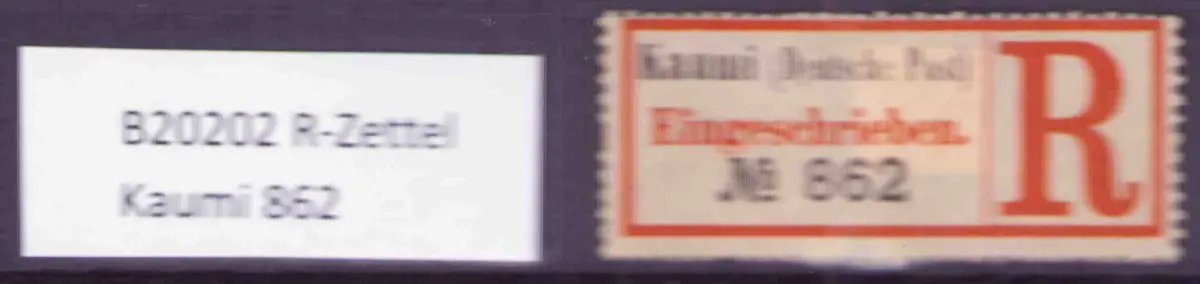 B20202 R-Zettel
Kaumi 862
Kaumi (Deutsche Post)
Eingeschrieben.
№ 862
R